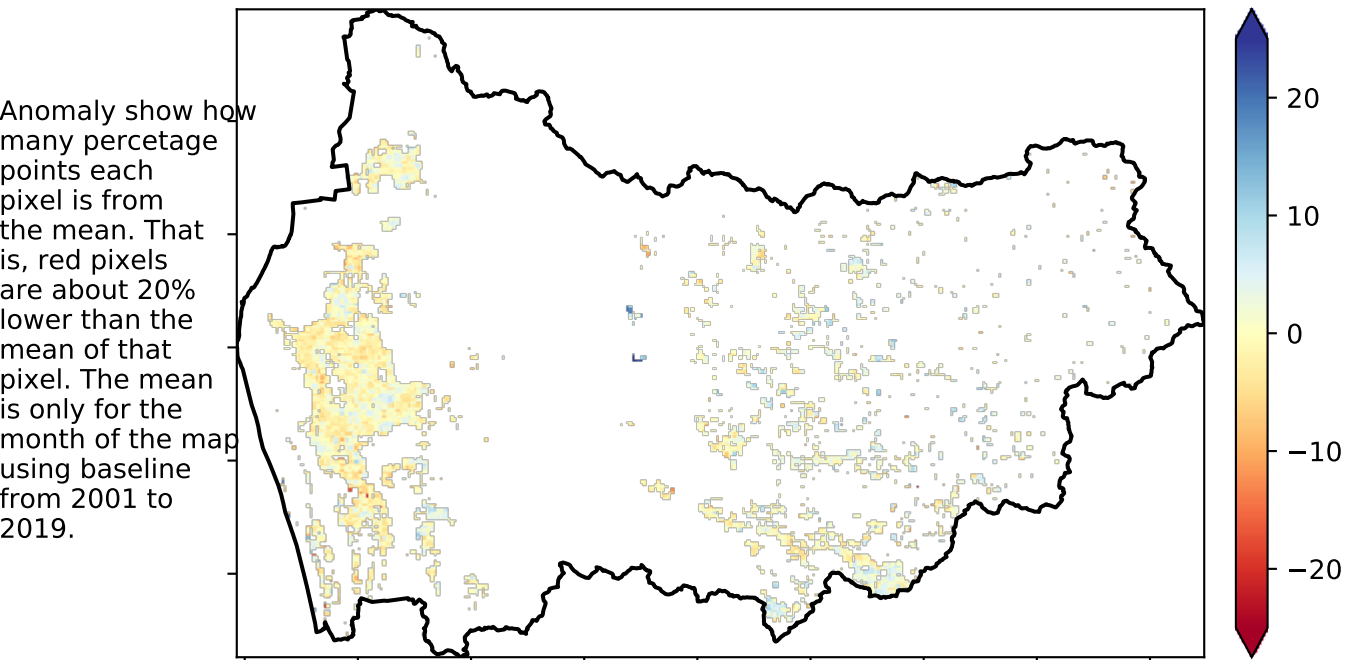 Anomaly show how
many percetage
points each
pixel is from
the mean. That
is, red pixels
are about 20%
lower than the
mean of that
pixel. The mean
is only for the
month of the map
using baseline
from 2001 to
2019.
20
10
0
−10
−20